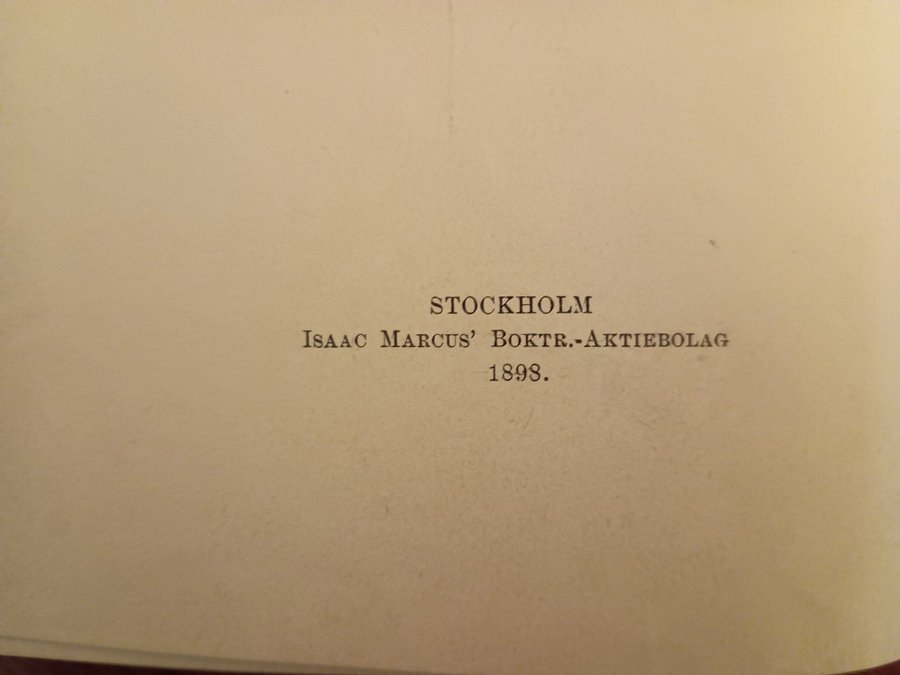 STOCKHOLM
ISAAC MARCUS' BOKTR.-AKTIEBOLAG
1898.